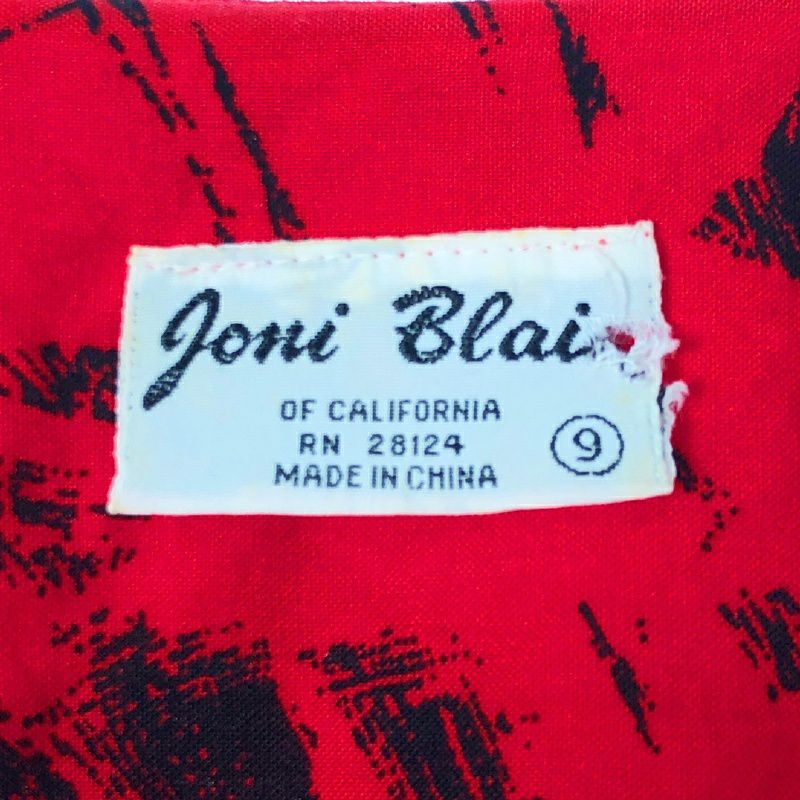 Joni Blai
OF CALIFORNIA
RN 28124
MADE IN CHINA
9